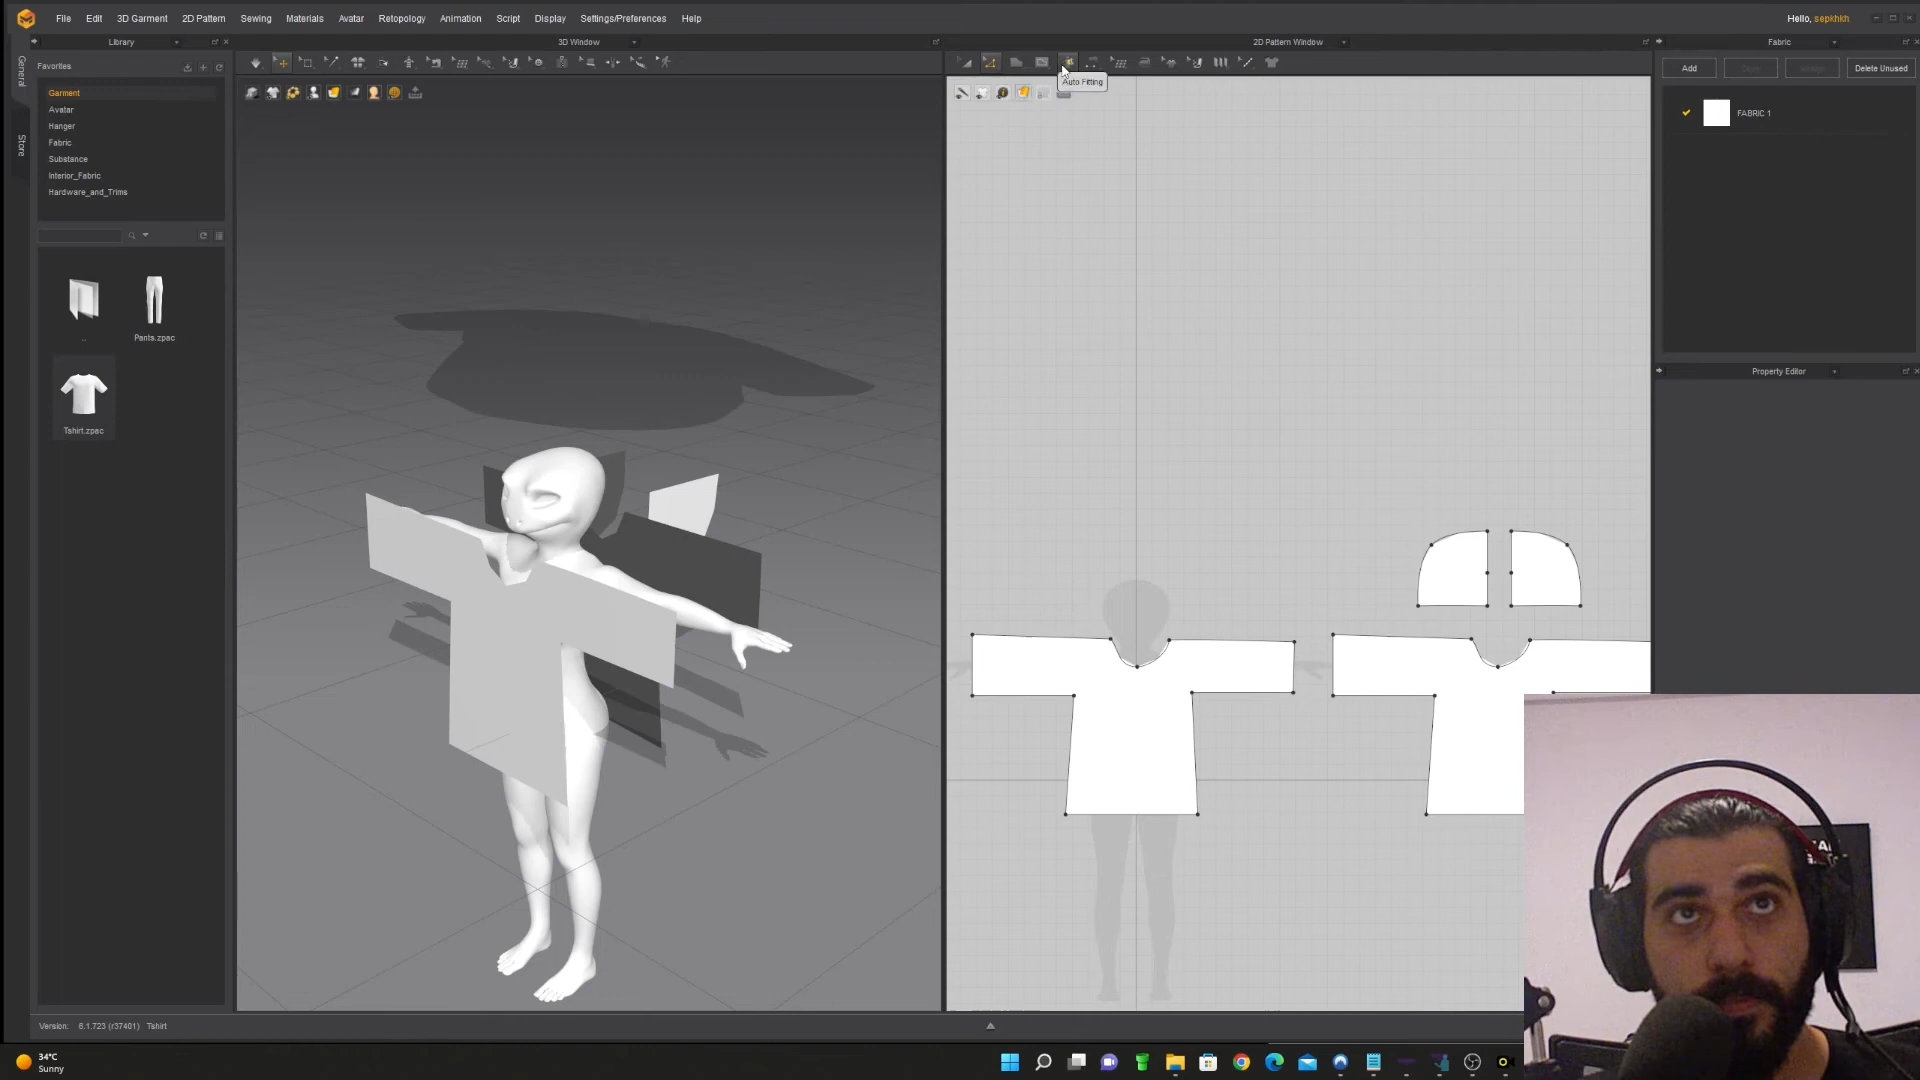 File Edit 3D Garment 2D Pattern Sewing Materials Avatar Retopology Animation Script Display Settings/Preferences Help
Hello, sepkhkh
Library
3D Window
2D Pattern Window
Fabric
General
Store
Favorites
Garment
Avatar
Hanger
Fabric
Substance
Interior_Fabric
Hardware_and_Trims
..
Pants.zpac
Tshirt.zpac
Auto Fitting
Add
Delete Unused
FABRIC 1
Property Editor
Version: 6.1.723 (r37401) Tshirt
34°C
Sunny